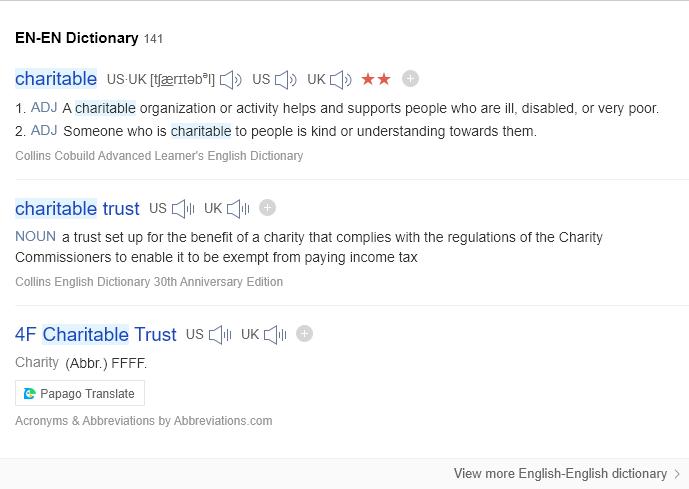 EN-EN Dictionary 141
charitable US·UK [tʃærɪtəbᵊl] US UK ★★
1. ADJ A charitable organization or activity helps and supports people who are ill, disabled, or very poor.
2. ADJ Someone who is charitable to people is kind or understanding towards them.
Collins Cobuild Advanced Learner's English Dictionary
charitable trust US UK
NOUN a trust set up for the benefit of a charity that complies with the regulations of the Charity
Commissioners to enable it to be exempt from paying income tax
Collins English Dictionary 30th Anniversary Edition
4F Charitable Trust US UK
Charity (Abbr.) FFFF.
Papago Translate
Acronyms & Abbreviations by Abbreviations.com
View more English-English dictionary